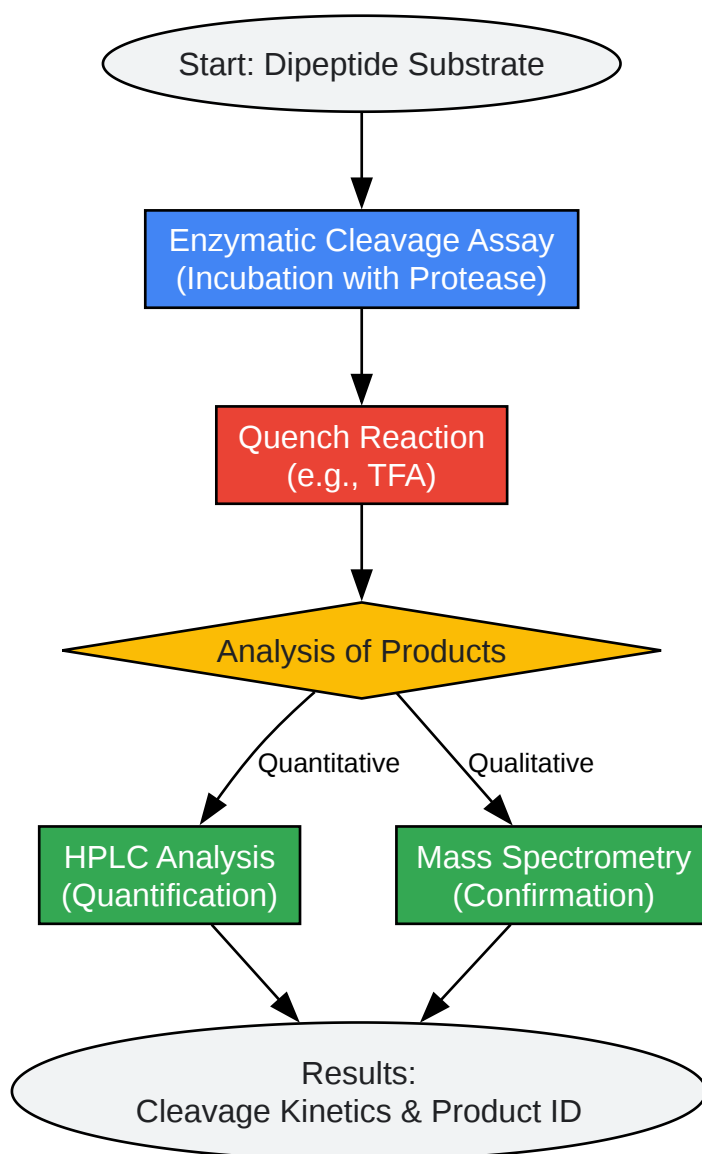 Start: Dipeptide Substrate
Enzymatic Cleavage Assay
(Incubation with Protease)
Quench Reaction
(e.g., TFA)
Analysis of Products
Quantitative
Qualitative
HPLC Analysis
(Quantification)
Mass Spectrometry
(Confirmation)
Results:
Cleavage Kinetics & Product ID